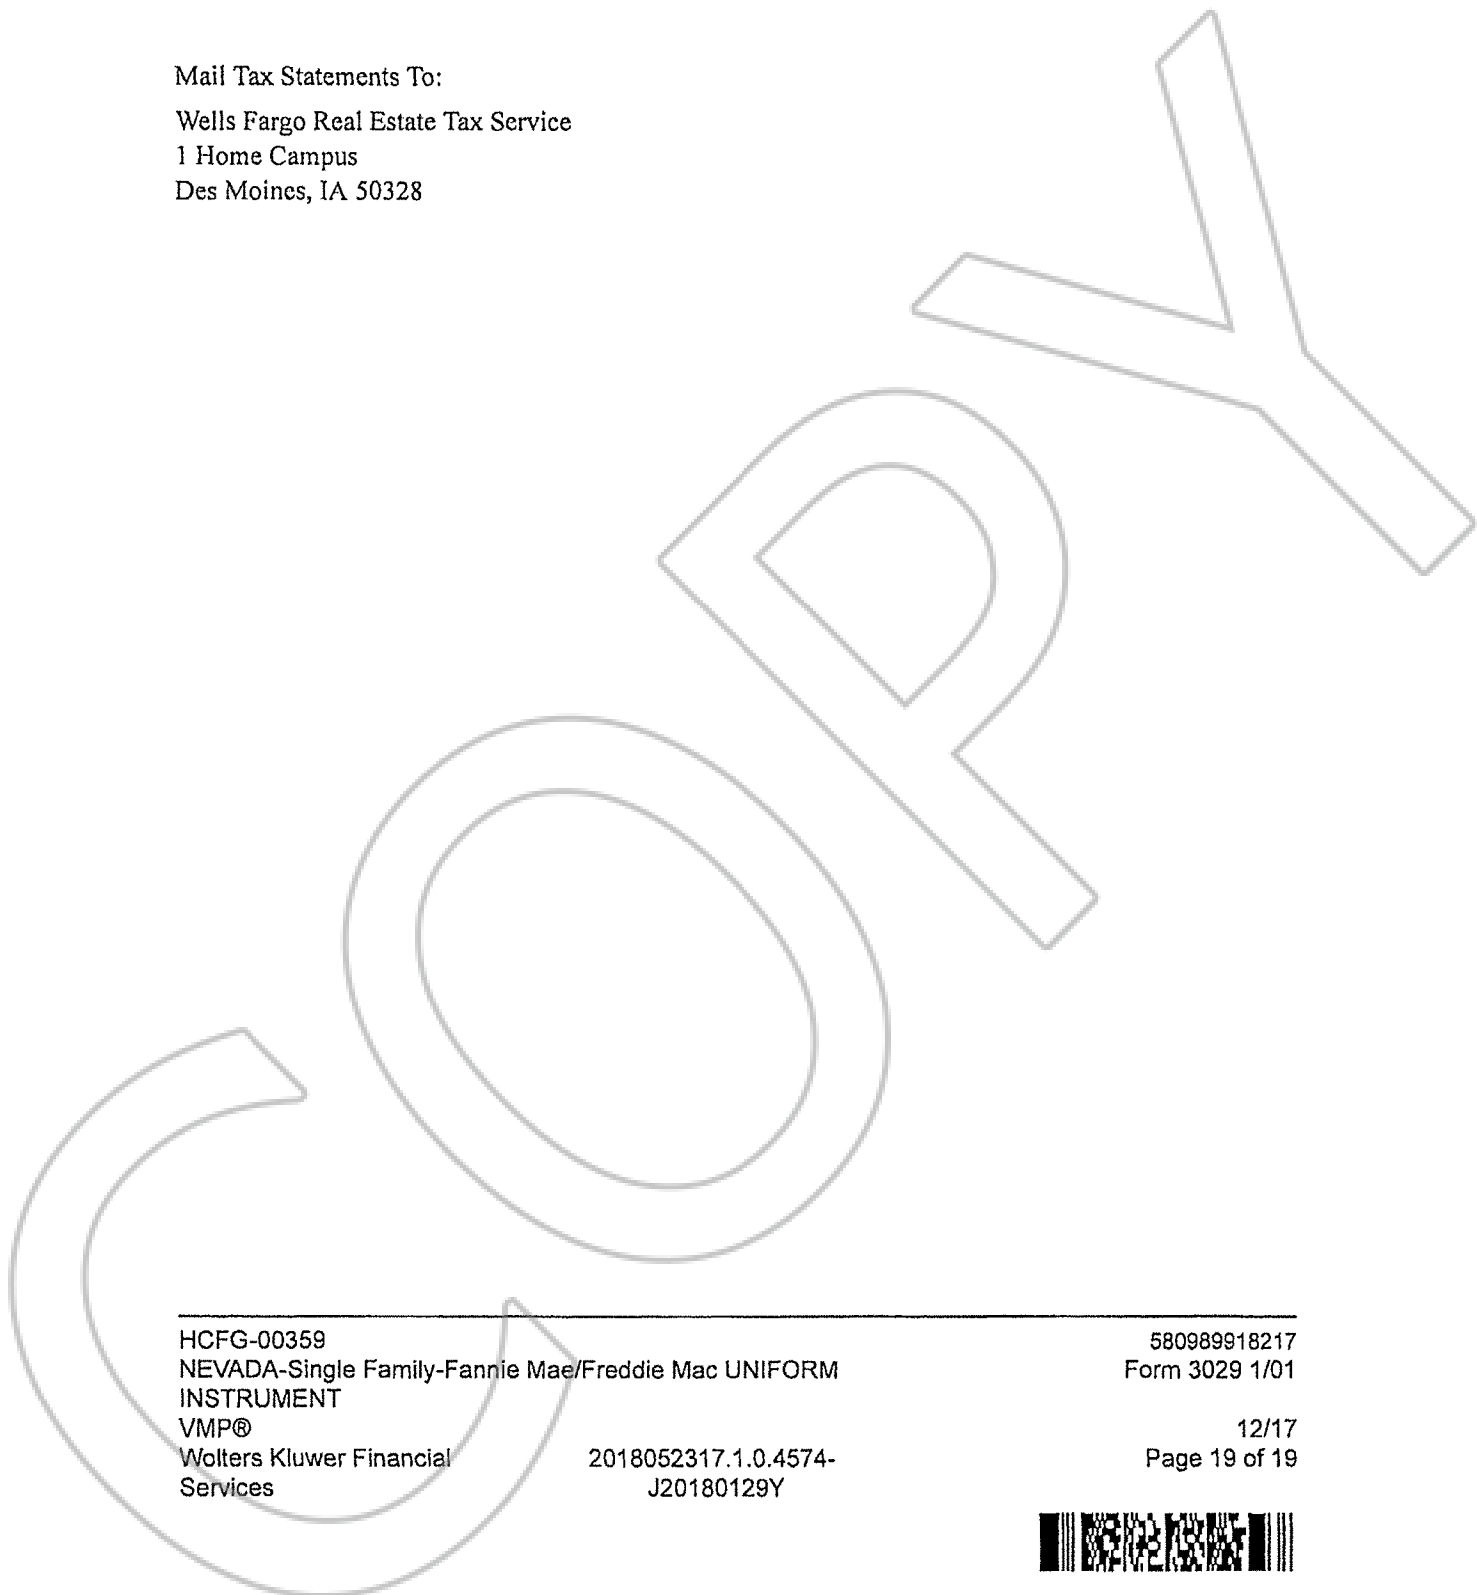 Mail Tax Statements To:
Wells Fargo Real Estate Tax Service
1 Home Campus
Des Moines, IA 50328
COPY
HCFG-00359 580989918217
NEVADA-Single Family-Fannie Mae/Freddie Mac UNIFORM Form 3029 1/01
INSTRUMENT
VMP® 12/17
Wolters Kluwer Financial 2018052317.1.0.4574- Page 19 of 19
Services J20180129Y